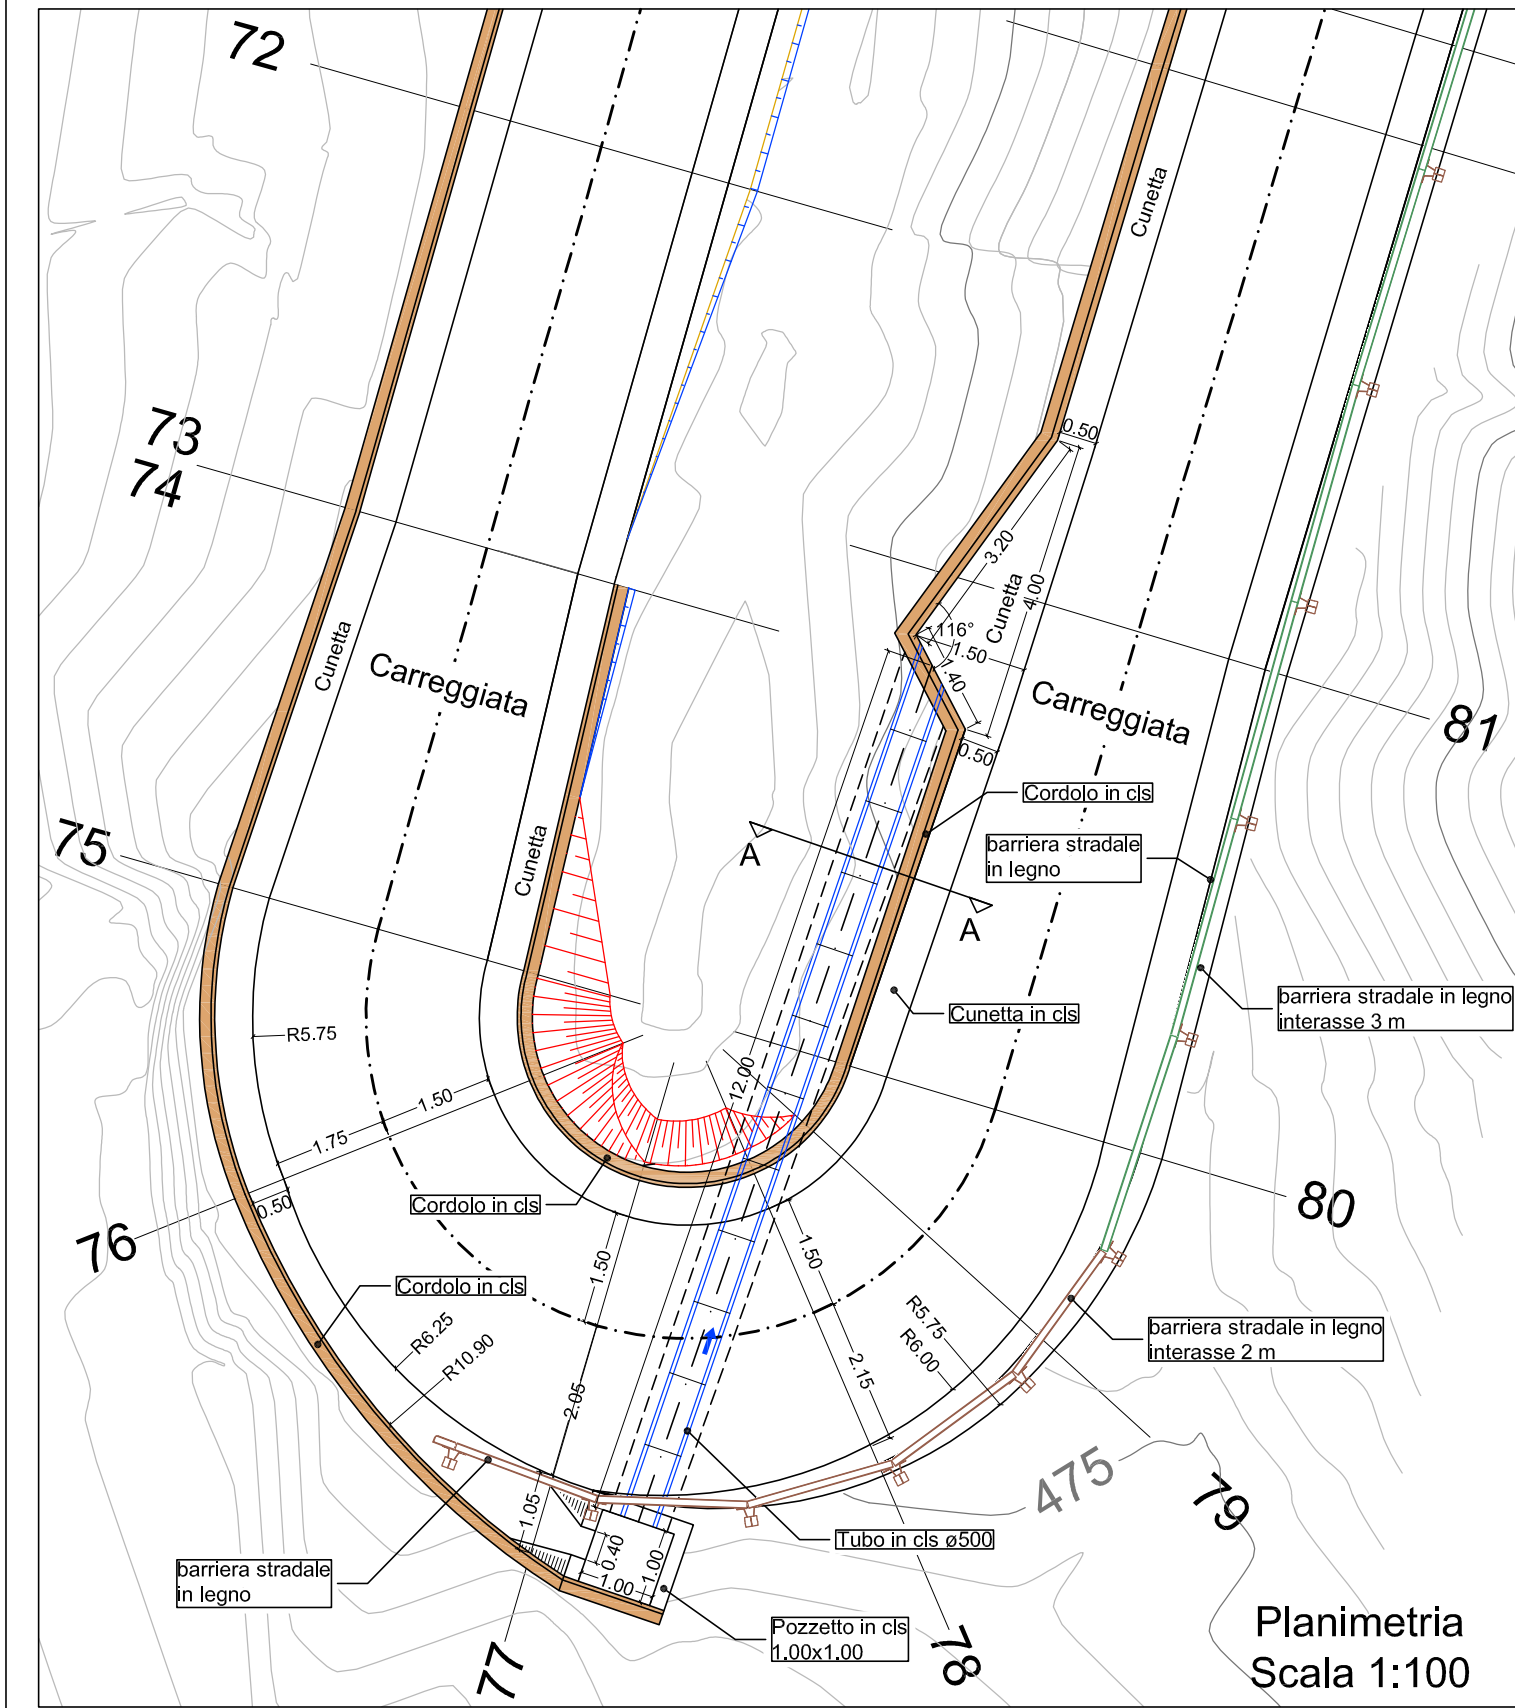 72
Cunetta
73
74
0.50
3.20
4.00
Cunetta
116°
1.50
1.40
0.50
Cunetta
Carreggiata
Carreggiata
81
Cordolo in cls
75
Cunetta
A
A
barriera stradale
in legno
barriera stradale in legno
interasse 3 m
Cunetta in cls
R5.75
12.00
1.50
1.75
0.50
Cordolo in cls
80
76
Cordolo in cls
1.50
1.50
R5.75
R6.00
barriera stradale in legno
interasse 2 m
R6.25
R10.90
2.05
2.15
475
79
1.05
0.40
1.00
1.00
Tubo in cls ø500
barriera stradale
in legno
Pozzetto in cls
1.00x1.00
77
78
Planimetria
Scala 1:100